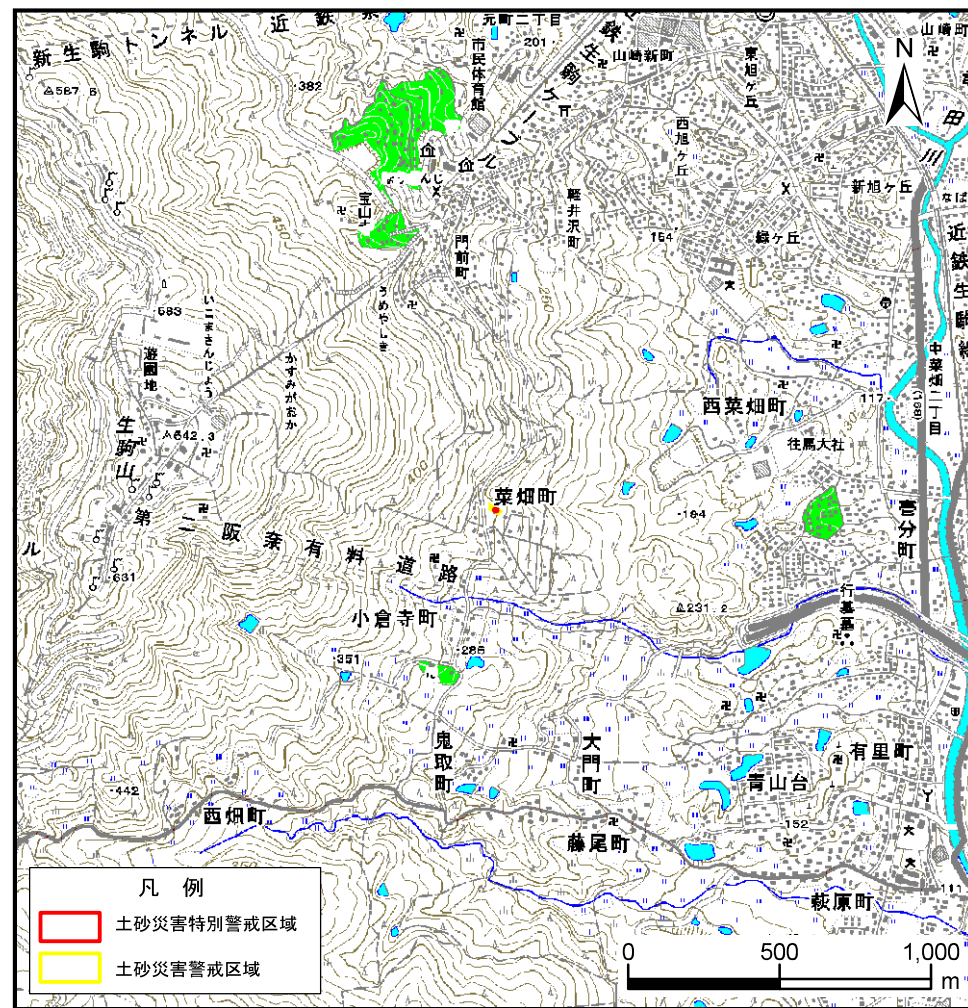 新生駒トンネル
近鉄
元町二丁目
山崎町
市民体育館
201
山崎新町
東旭ケ丘
N
587.6
382
鉄生駒ケーブル
西旭ケ丘
田川
新旭ケ丘
宝山
軽井沢町
門前町
154
緑ケ丘
近鉄生駒線
うめやしき
583
いこまさんじょう
遊園地
かすみがおか
中菜畑二丁目
西菜畑町
117
(168)
生駒山
642.3
往馬大社
400
菜畑町
184
壱分町
第二阪奈有料道路
631
小倉寺町
231.2
行基墓
351
286
鬼取町
大門町
有里町
青山台
442
西畑町
藤尾町
152
萩原町
111
350
凡 例
土砂災害特別警戒区域
土砂災害警戒区域
0 500 1,000
m